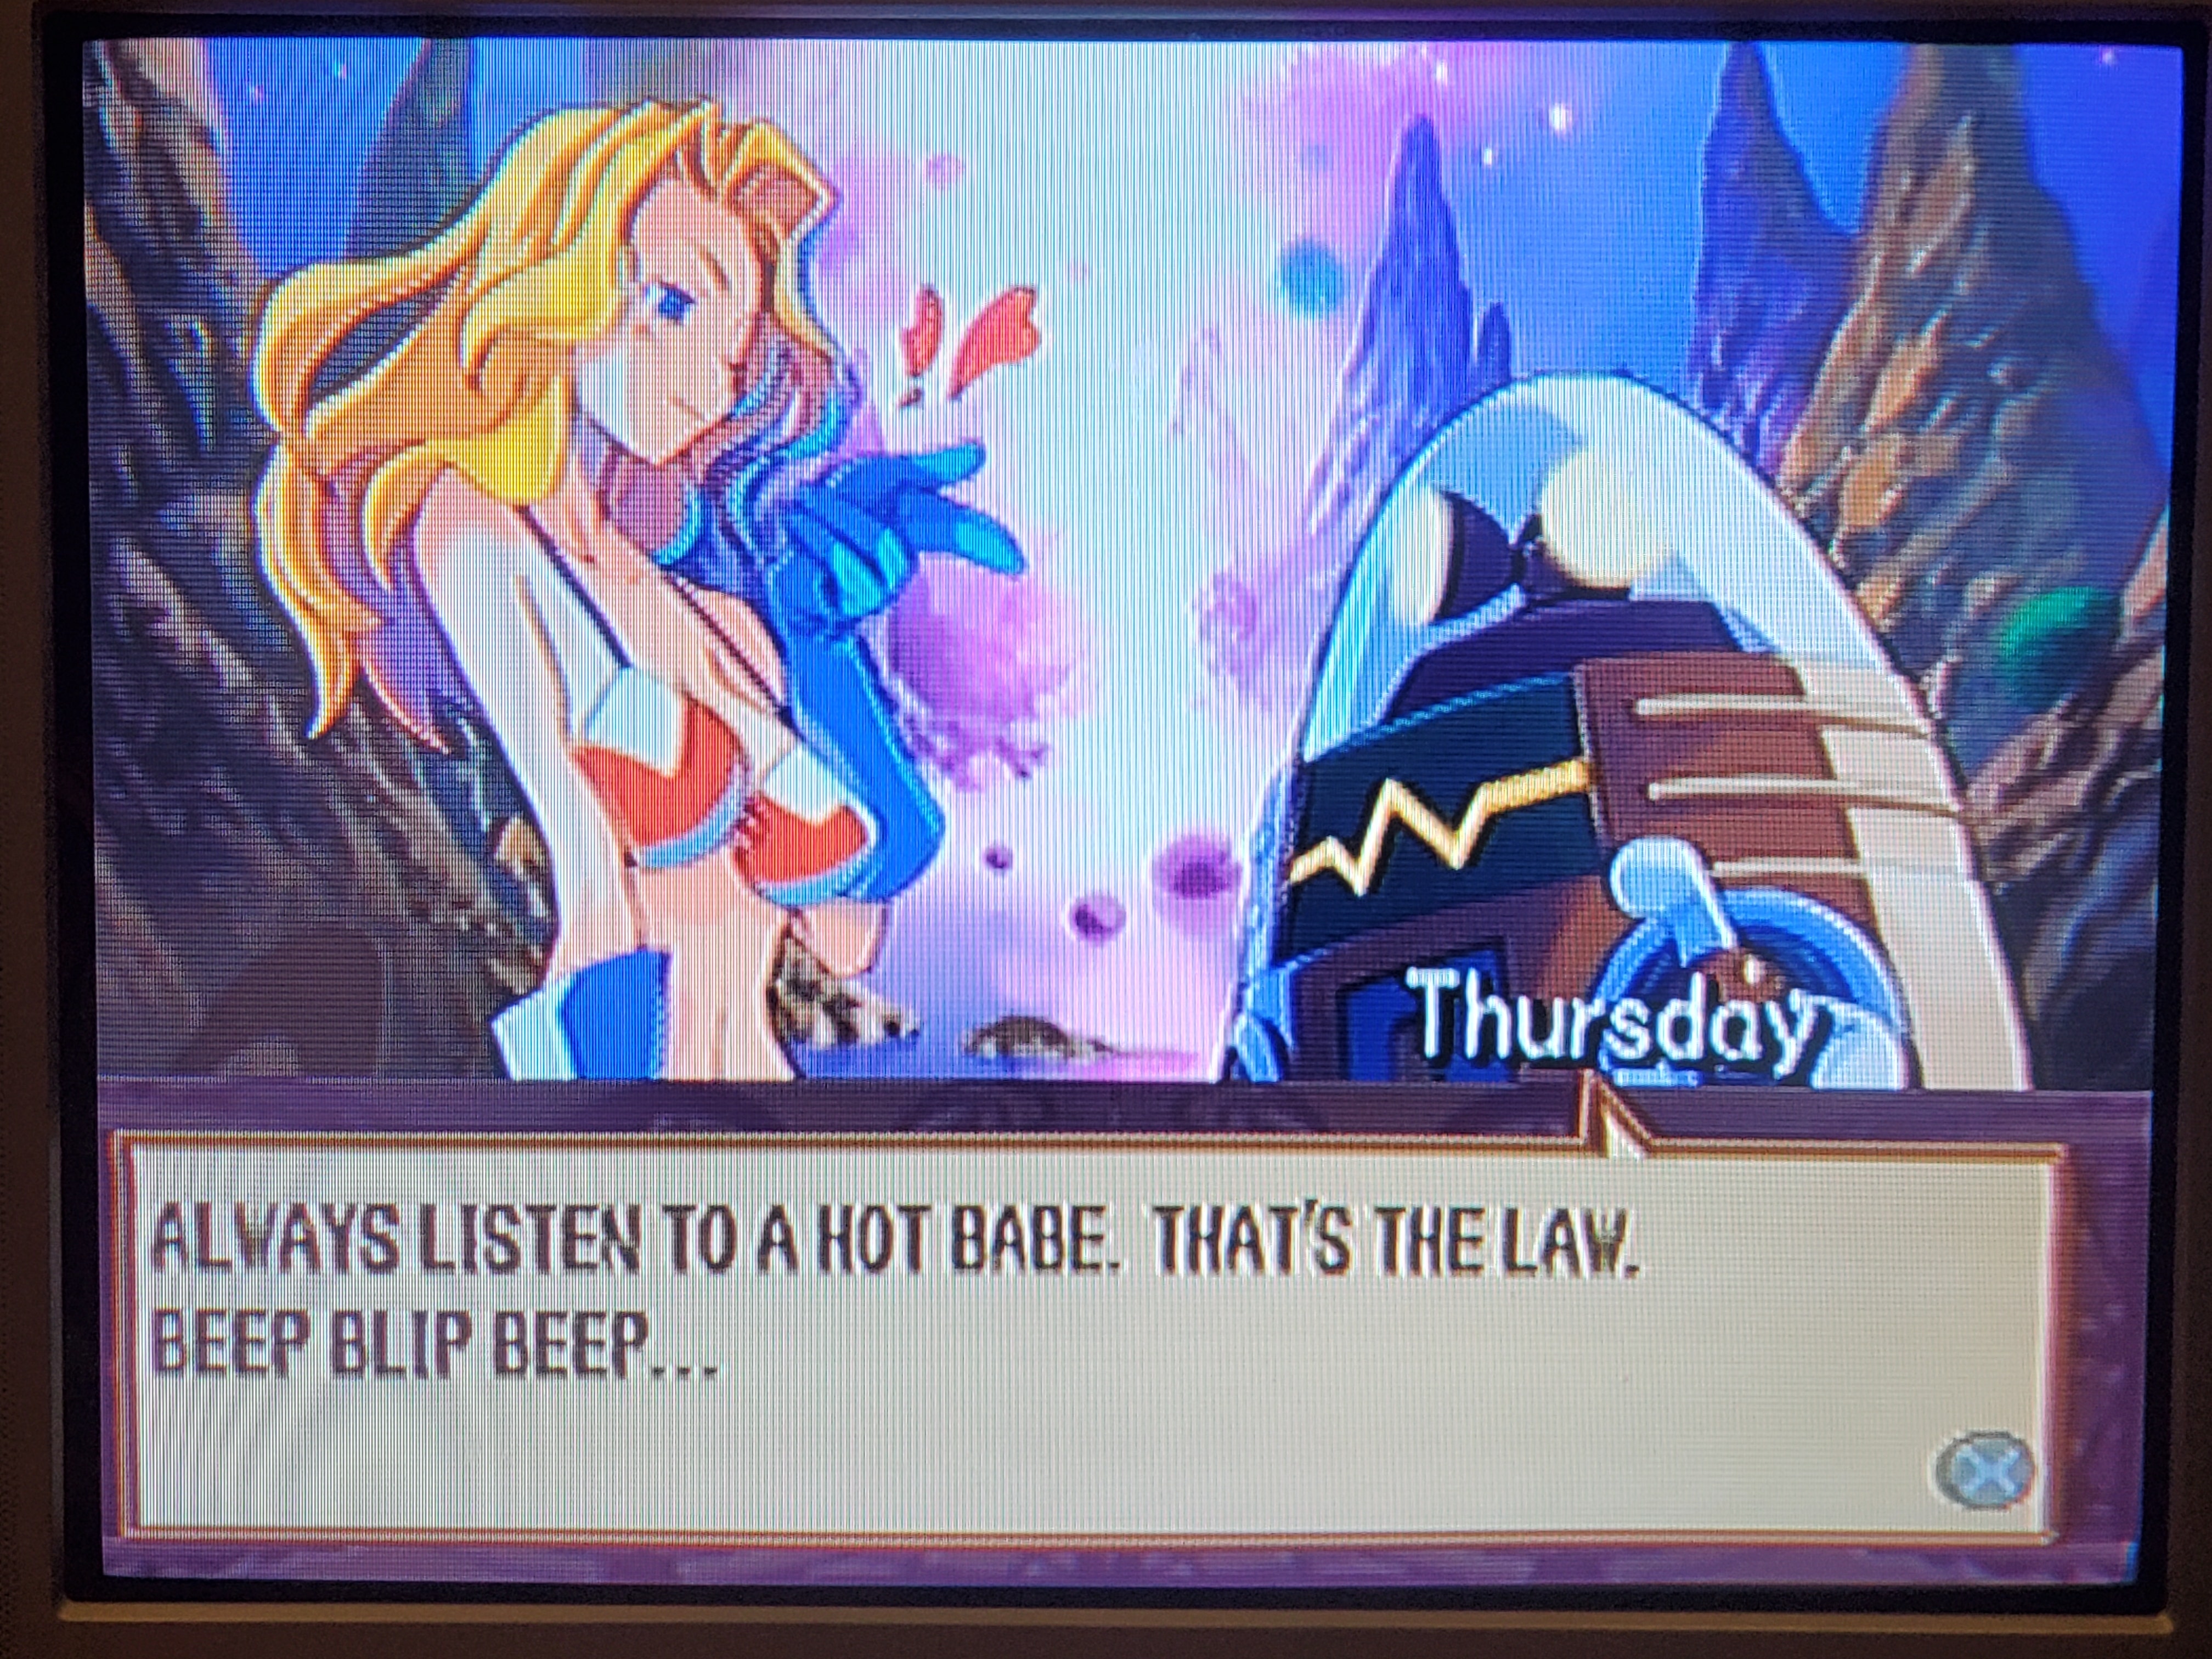 Thursday
ALWAYS LISTEN TO A HOT BABE. THAT'S THE LAW.
BEEP BLIP BEEP...